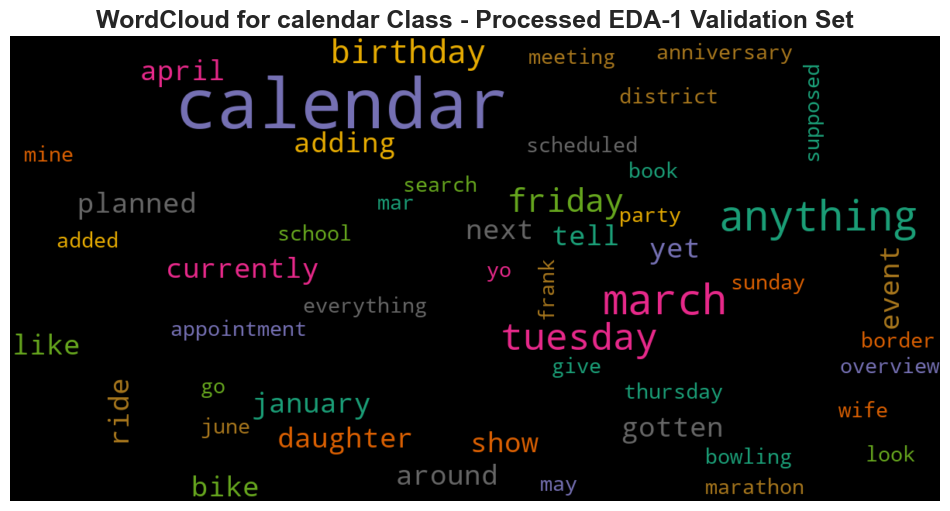 WordCloud for calendar Class - Processed EDA-1 Validation Set
birthday
meeting
anniversary
april
calendar
district
supposed
adding
scheduled
mine
book
search
planned
mar
friday
party
anything
added
school
next
tell
yet
currently
yo
frank
sunday
event
everything
march
appointment
tuesday
border
like
give
overview
go
ride
january
thursday
wife
june
daughter
show
gotten
bowling
look
around
bike
may
marathon